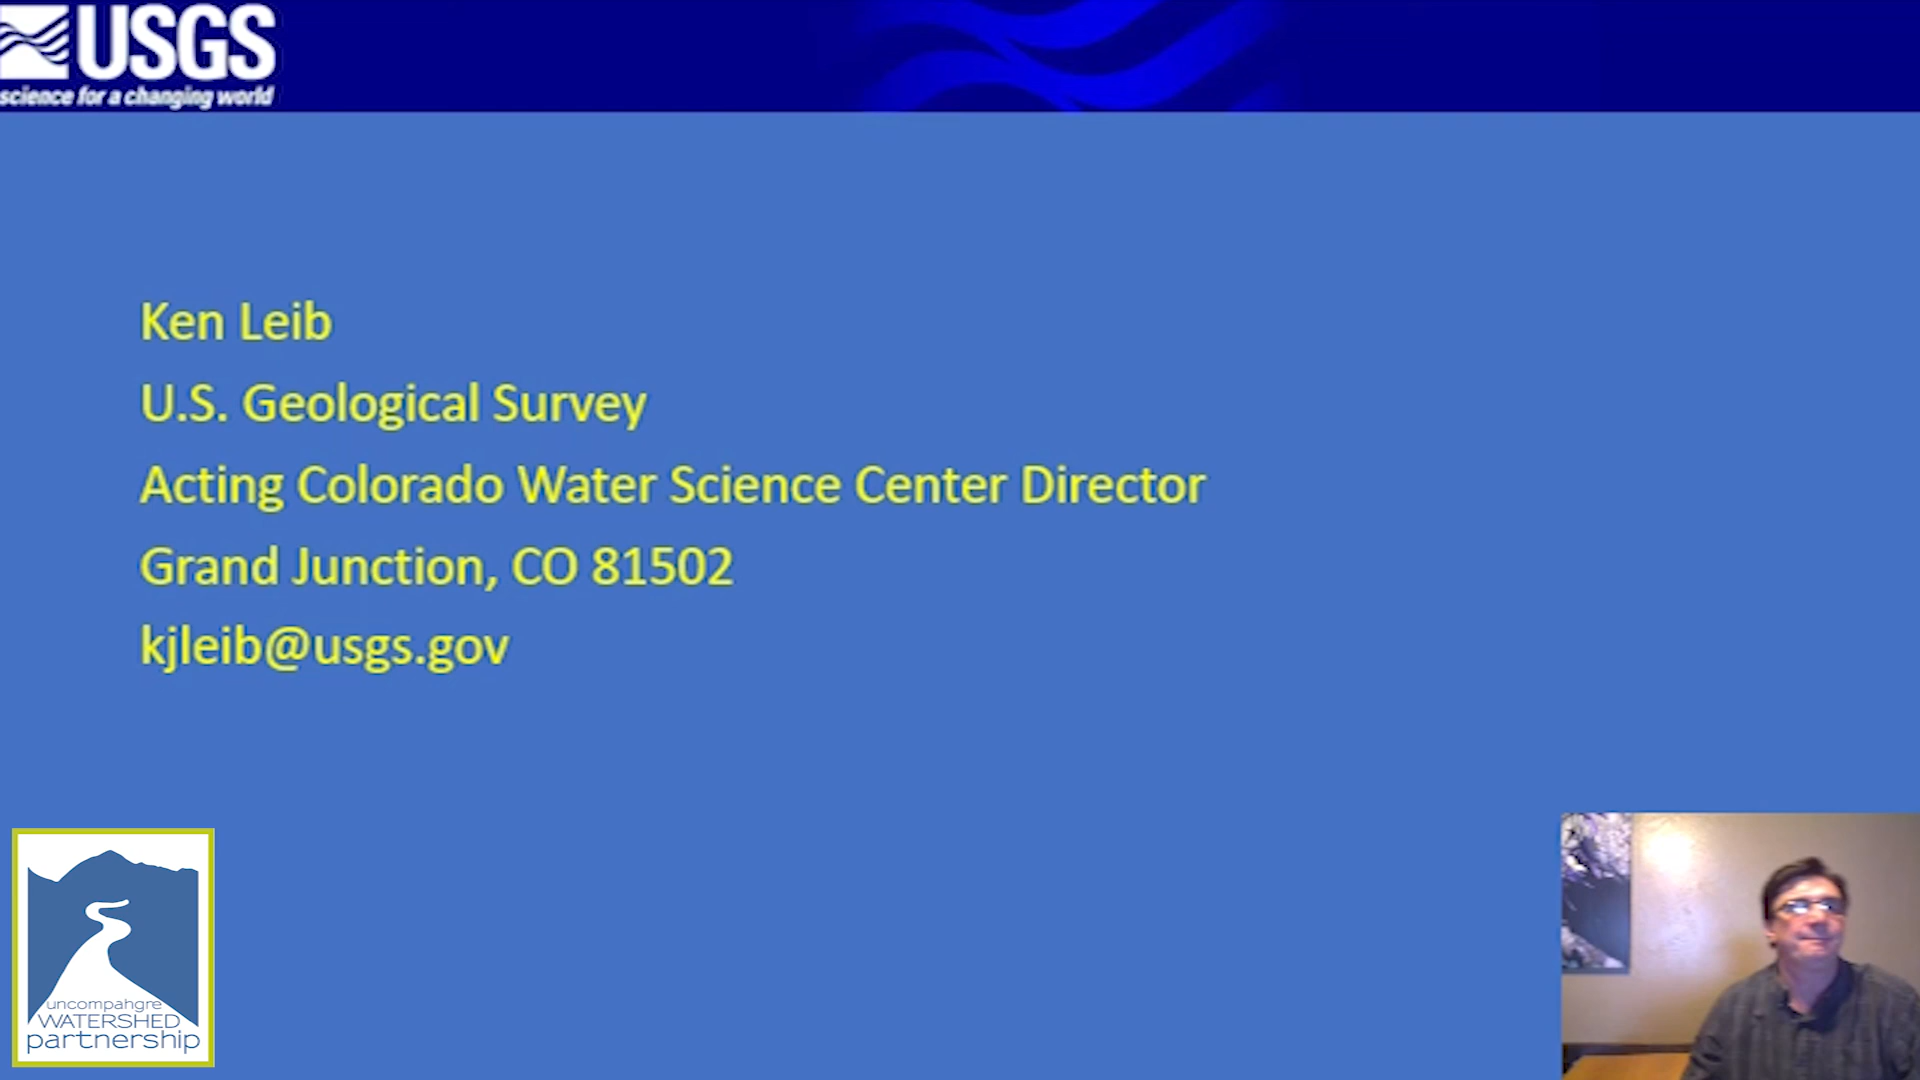 USGS
science for a changing world
Ken Leib
U.S. Geological Survey
Acting Colorado Water Science Center Director
Grand Junction, CO 81502
kjleib@usgs.gov
uncompahgre
WATERSHED
partnership